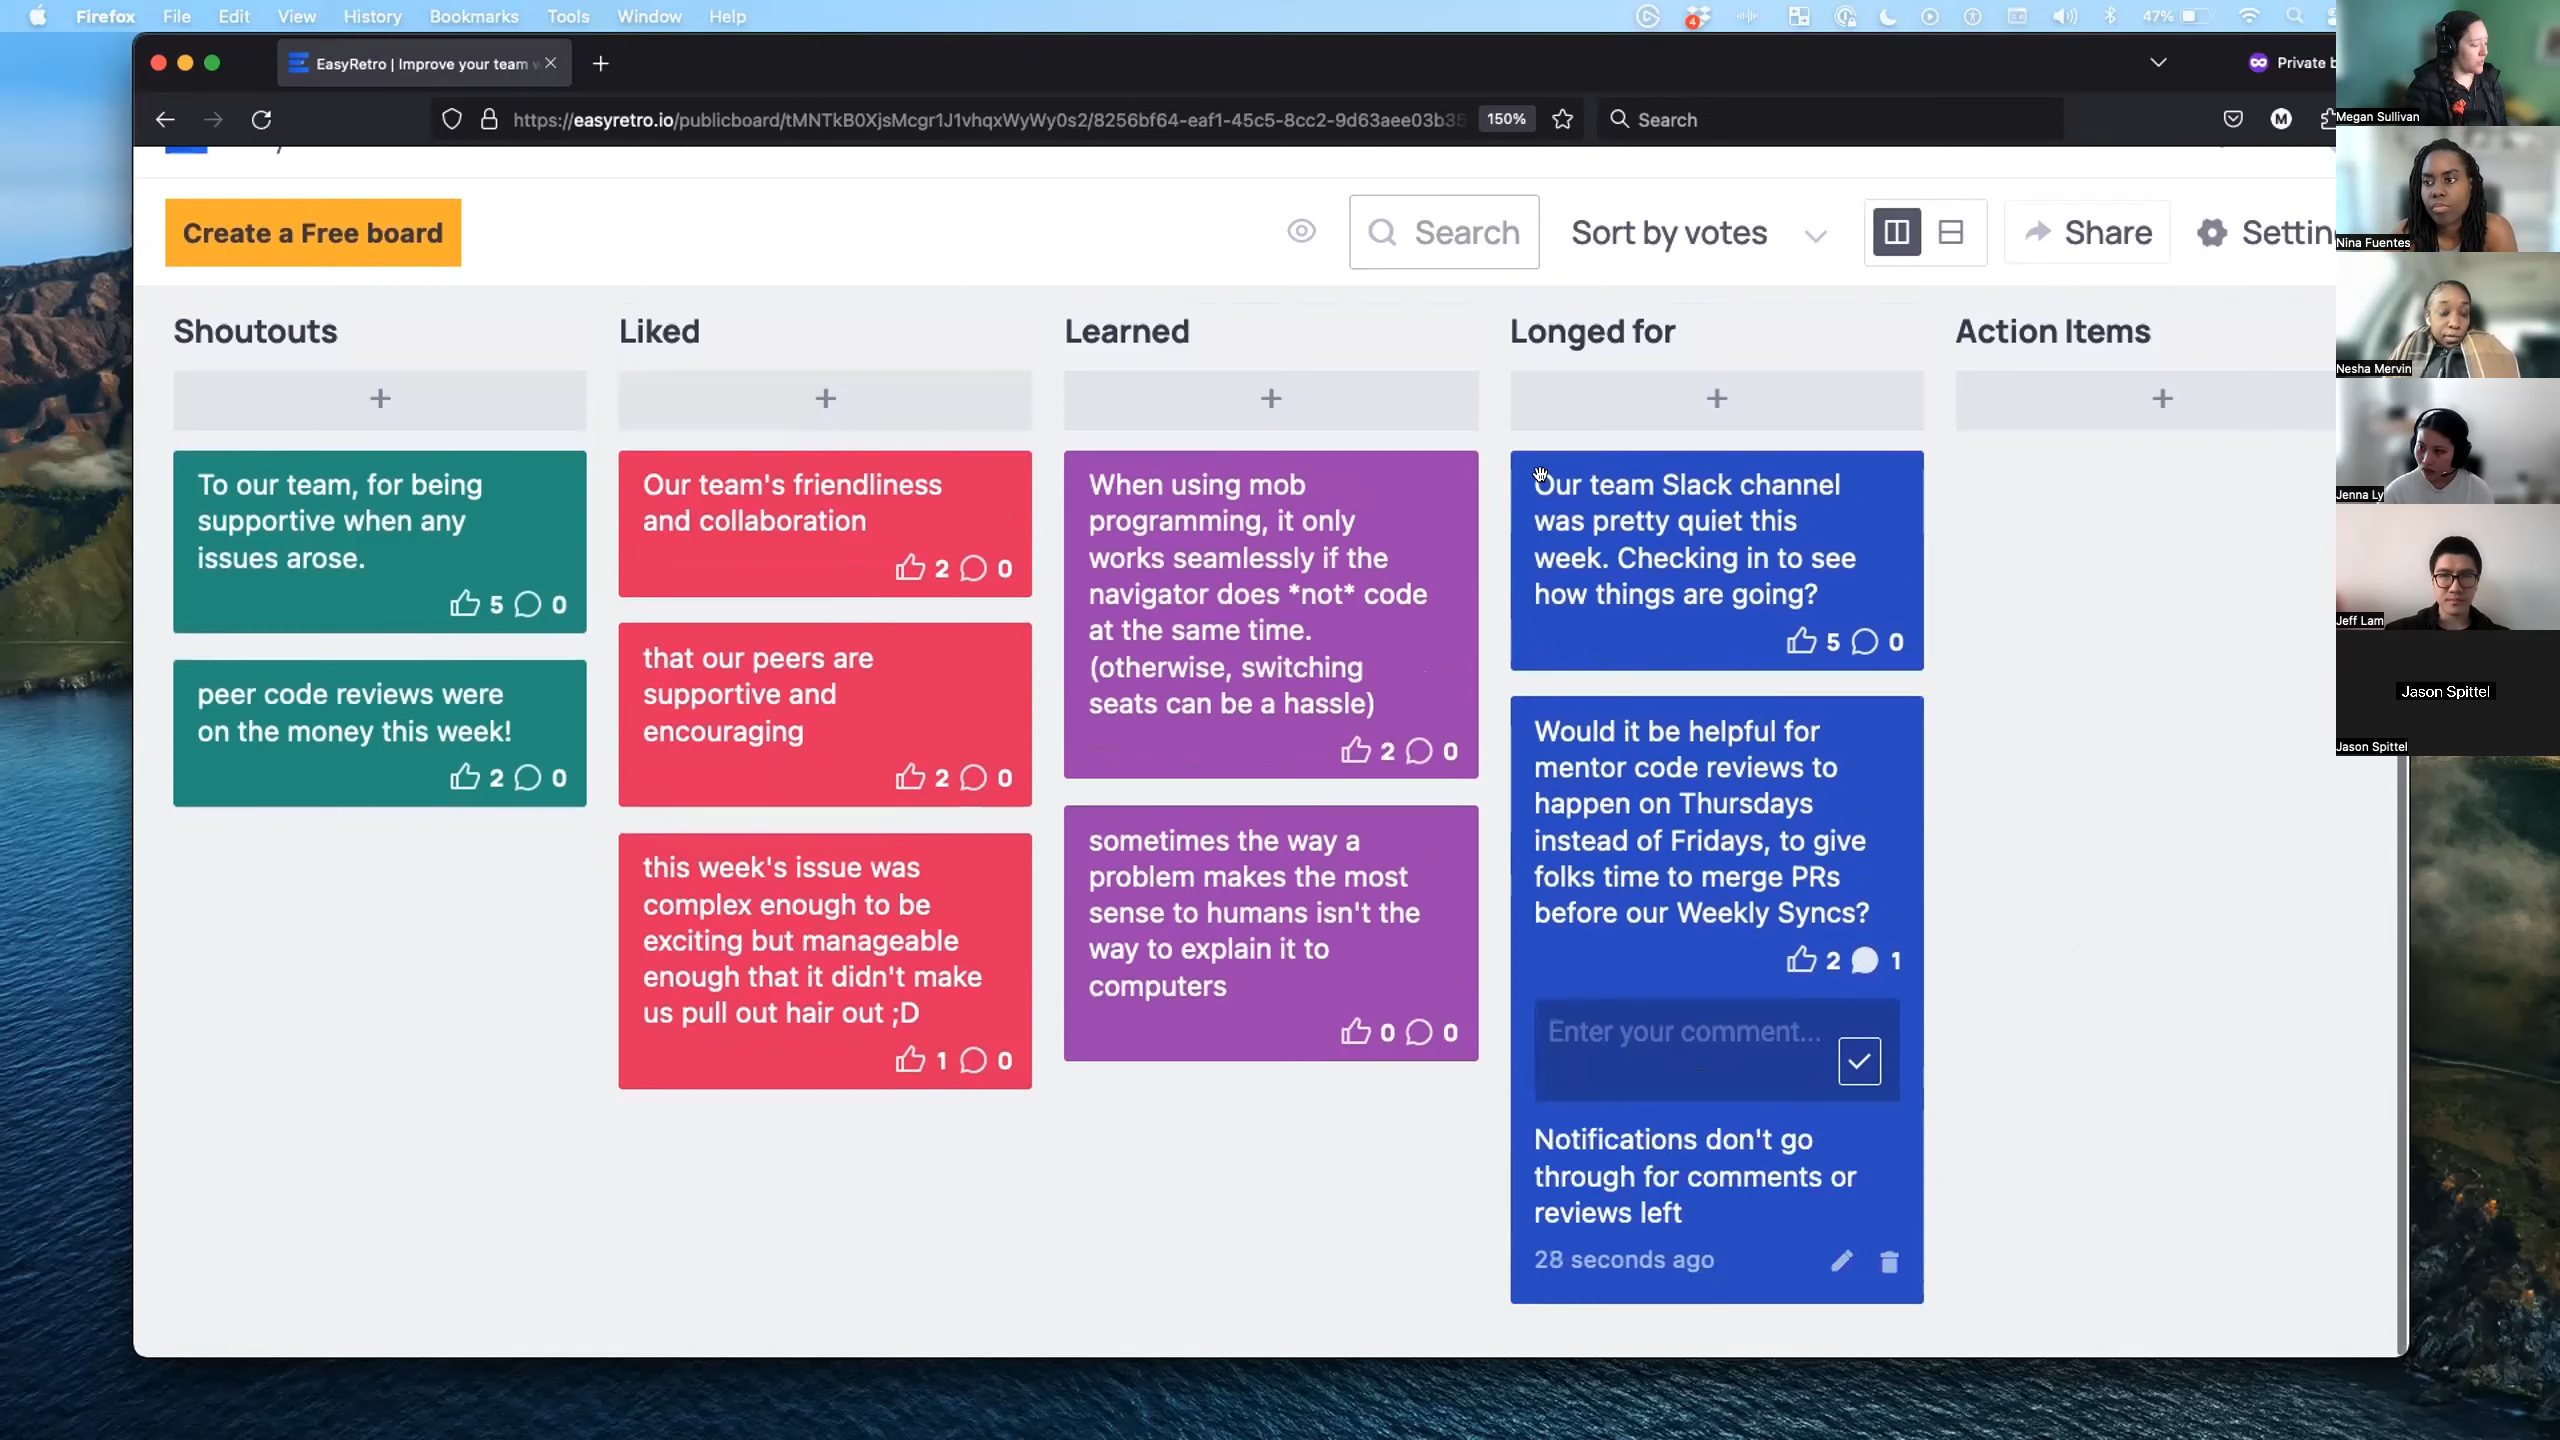 Firefox File Edit View History Bookmarks Tools Window Help
4
47%
EasyRetro | Improve your team
Private b
https://easyretro.io/publicboard/tMNTkB0XjsMcgr1J1vhqxWyWy0s2/8256bf64-eaf1-45c5-8cc2-9d63aee03b35
150%
Search
M
Create a Free board
Search
Sort by votes
Share
Settin
Shoutouts
+
To our team, for being
supportive when any
issues arose.
5 0
peer code reviews were
on the money this week!
2 0
Liked
+
Our team's friendliness
and collaboration
2 0
that our peers are
supportive and
encouraging
2 0
this week's issue was
complex enough to be
exciting but manageable
enough that it didn't make
us pull out hair out ;D
1 0
Learned
+
When using mob
programming, it only
works seamlessly if the
navigator does *not* code
at the same time.
(otherwise, switching
seats can be a hassle)
2 0
sometimes the way a
problem makes the most
sense to humans isn't the
way to explain it to
computers
0 0
Longed for
+
Our team Slack channel
was pretty quiet this
week. Checking in to see
how things are going?
5 0
Would it be helpful for
mentor code reviews to
happen on Thursdays
instead of Fridays, to give
folks time to merge PRs
before our Weekly Syncs?
2 1
Enter your comment...
Notifications don't go
through for comments or
reviews left
28 seconds ago
Action Items
+
Megan Sullivan
Nina Fuentes
Nesha Mervin
Jenna Ly
Jeff Lam
Jason Spittel
Jason Spittel